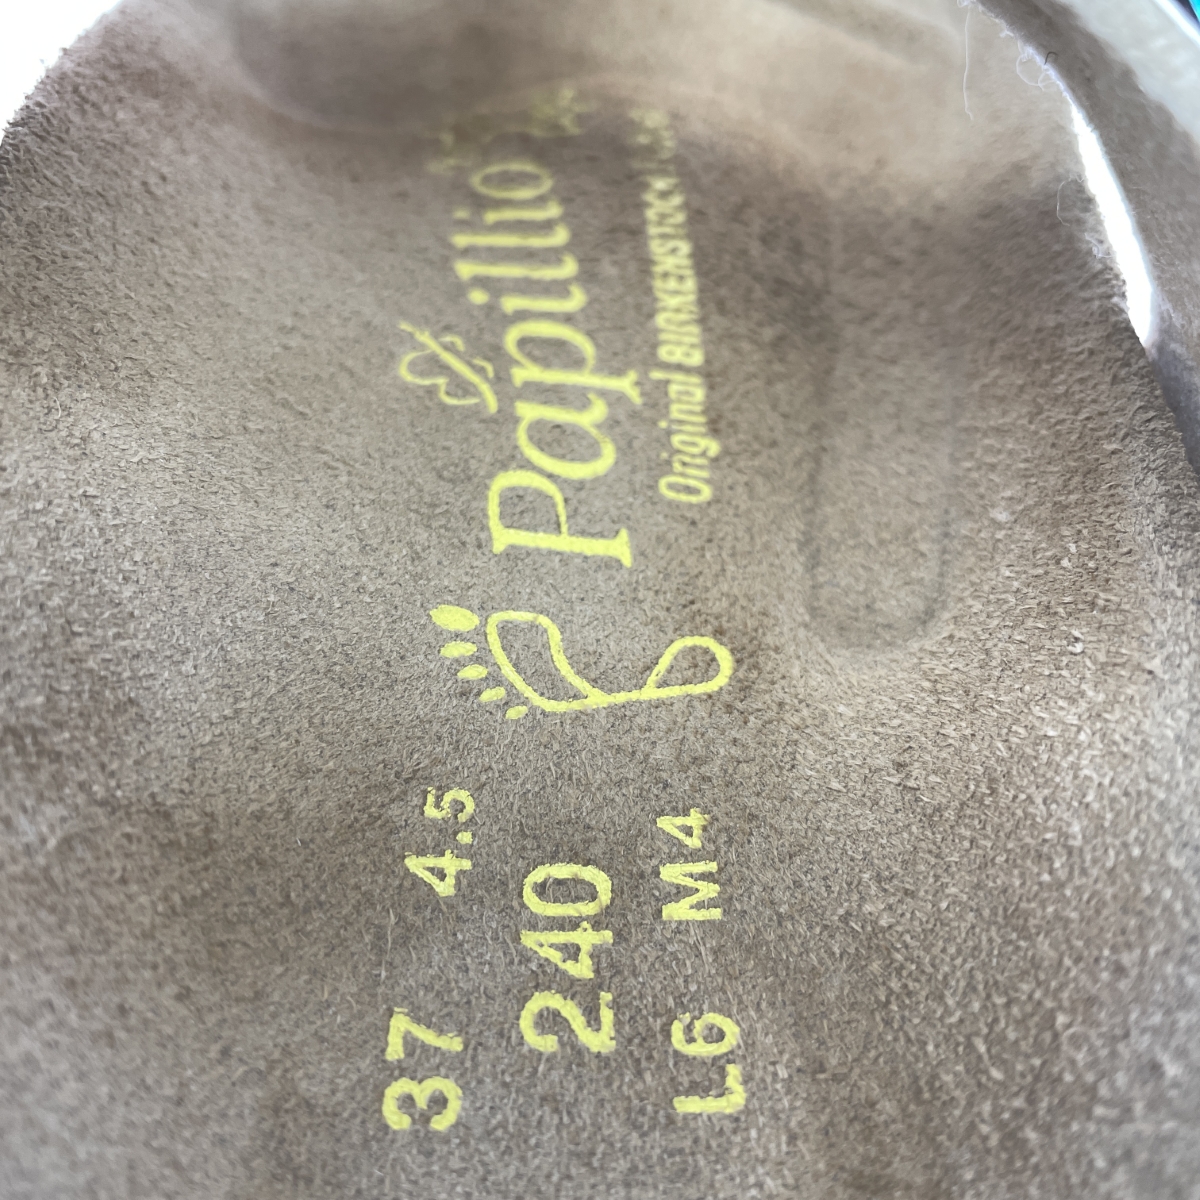 37 4.5
240
L6 M4
Papillio
Original BIRKENSTOCK